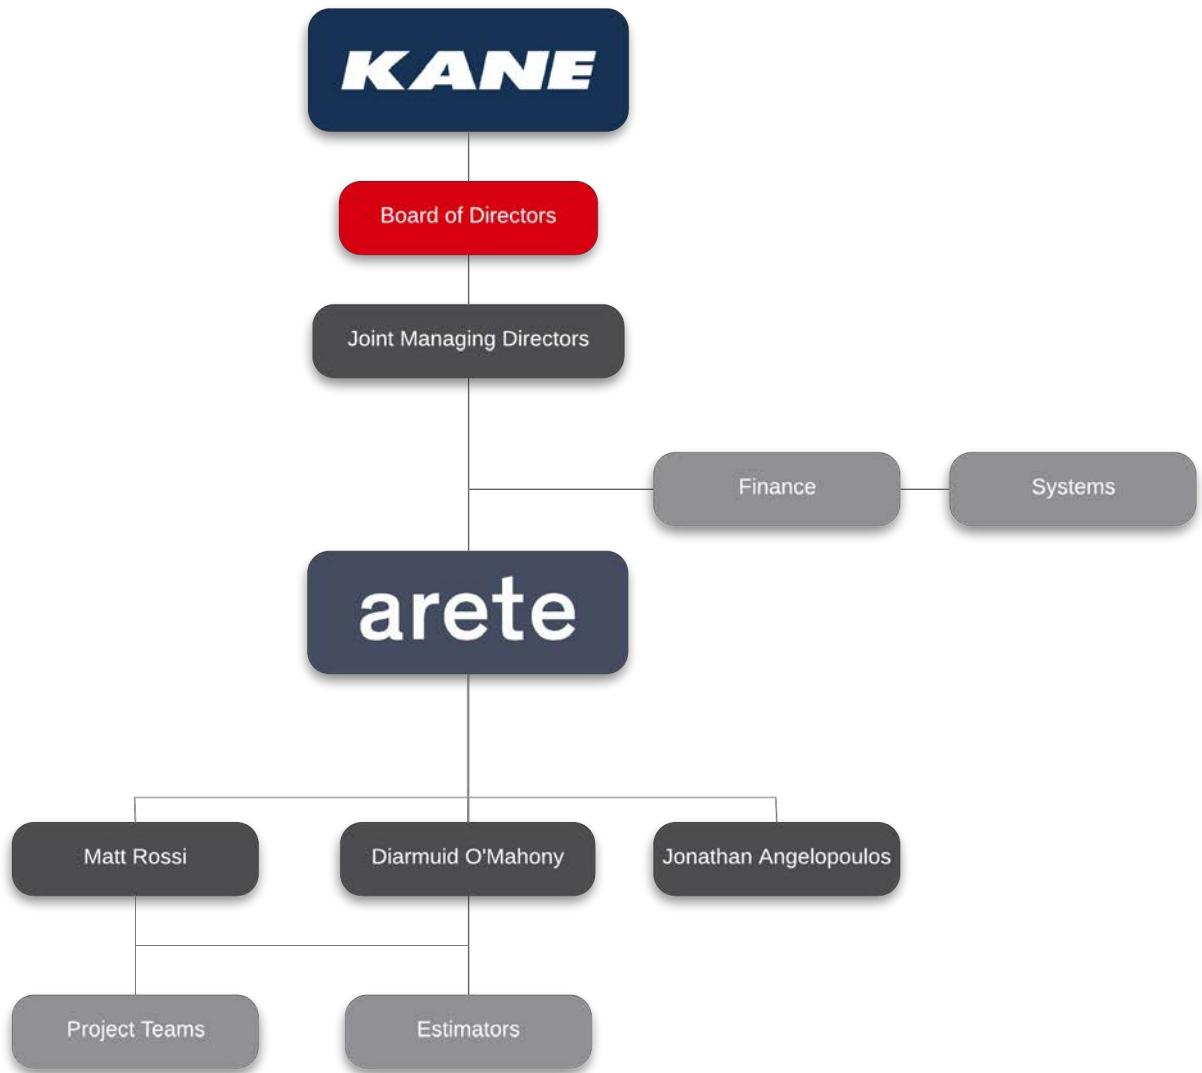 KANE
Board of Directors
Joint Managing Directors
Finance
Systems
arete
Matt Rossi
Diarmuid O'Mahony
Jonathan Angelopoulos
Project Teams
Estimators